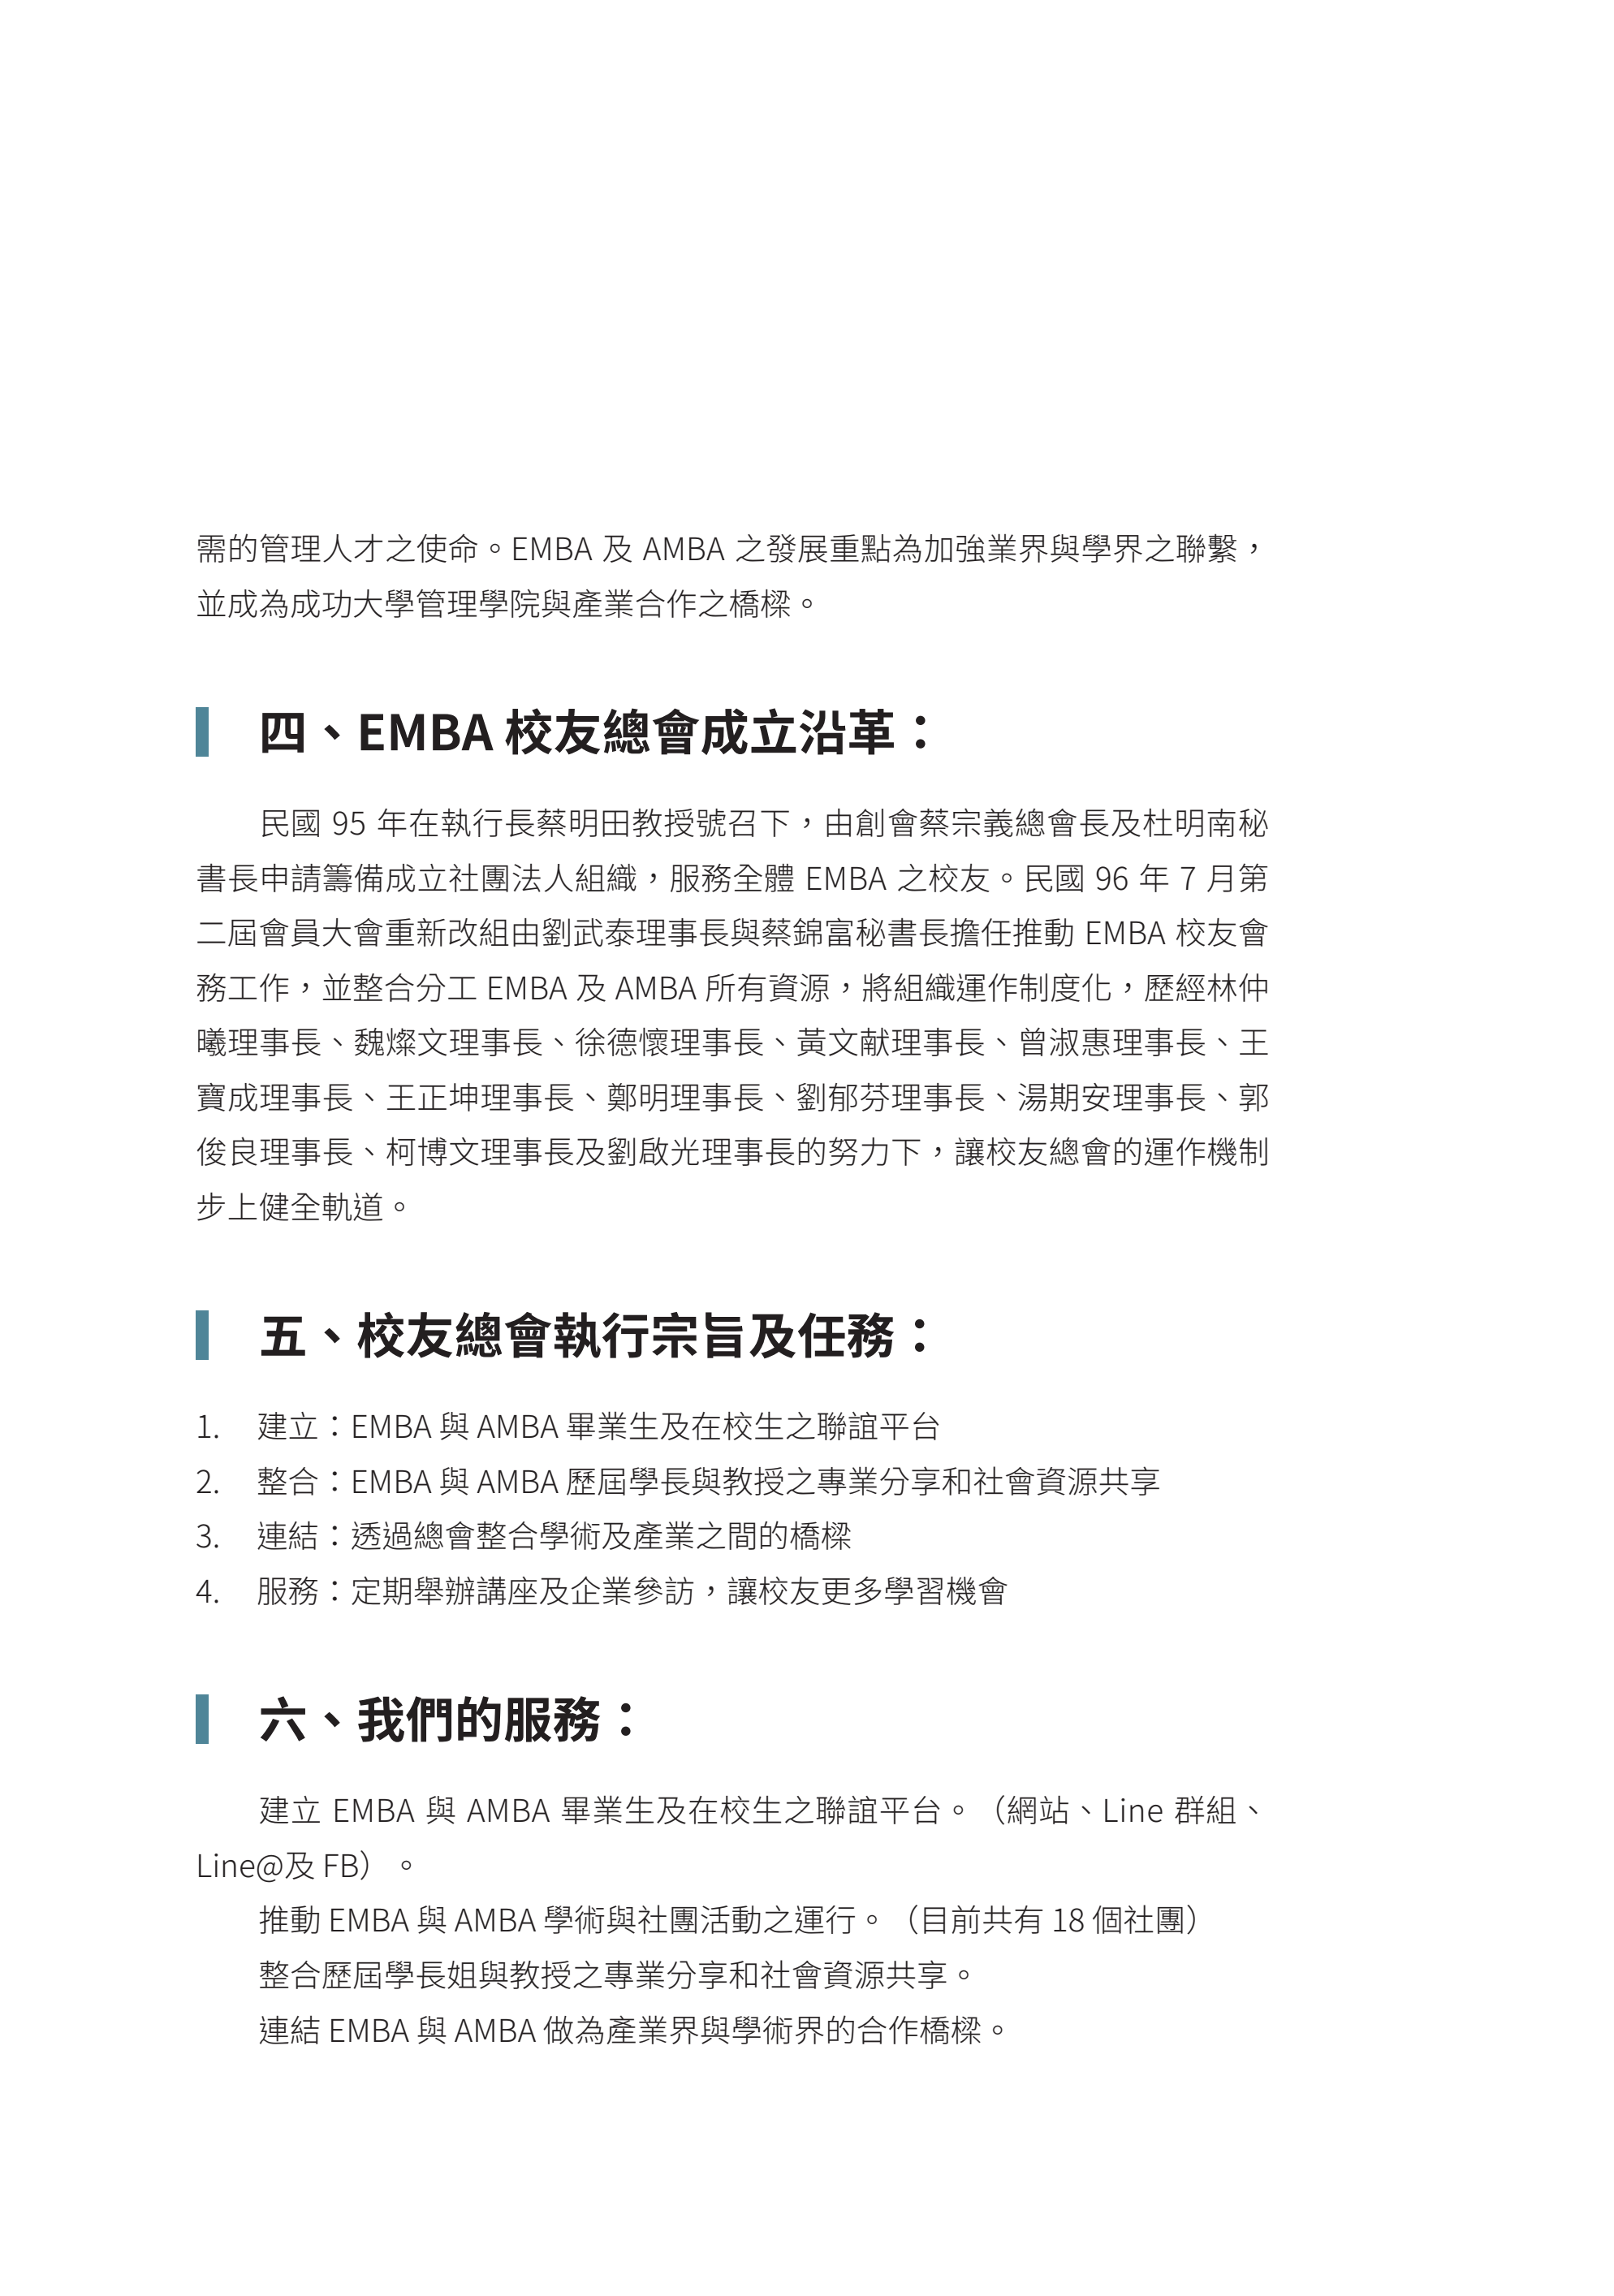 需的管理人才之使命。EMBA 及 AMBA 之發展重點為加強業界與學界之聯繫，
並成為成功大學管理學院與產業合作之橋樑。
四、EMBA 校友總會成立沿革：
民國 95 年在執行長蔡明田教授號召下，由創會蔡宗義總會長及杜明南秘
書長申請籌備成立社團法人組織，服務全體 EMBA 之校友。民國 96 年 7 月第
二屆會員大會重新改組由劉武泰理事長與蔡錦富秘書長擔任推動 EMBA 校友會
務工作，並整合分工 EMBA 及 AMBA 所有資源，將組織運作制度化，歷經林仲
曦理事長、魏燦文理事長、徐德懷理事長、黃文献理事長、曾淑惠理事長、王
寶成理事長、王正坤理事長、鄭明理事長、劉郁芬理事長、湯期安理事長、郭
俊良理事長、柯博文理事長及劉啟光理事長的努力下，讓校友總會的運作機制
步上健全軌道。
五、校友總會執行宗旨及任務：
1. 建立：EMBA 與 AMBA 畢業生及在校生之聯誼平台
2. 整合：EMBA 與 AMBA 歷屆學長與教授之專業分享和社會資源共享
3. 連結：透過總會整合學術及產業之間的橋樑
4. 服務：定期舉辦講座及企業參訪，讓校友更多學習機會
六、我們的服務：
建立 EMBA 與 AMBA 畢業生及在校生之聯誼平台。（網站、Line 群組、
Line@及 FB）。
推動 EMBA 與 AMBA 學術與社團活動之運行。（目前共有 18 個社團）
整合歷屆學長姐與教授之專業分享和社會資源共享。
連結 EMBA 與 AMBA 做為產業界與學術界的合作橋樑。